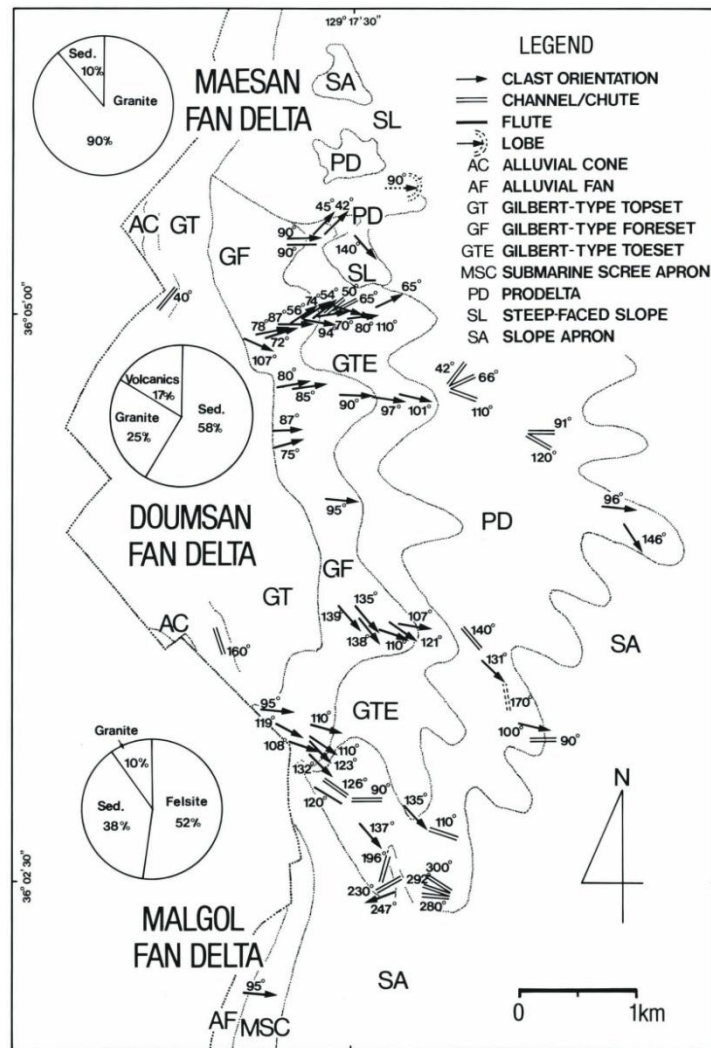 129° 17′ 30″
36° 05′ 00″
36° 02′ 30″
LEGEND
CLAST ORIENTATION
CHANNEL/CHUTE
FLUTE
LOBE
AC ALLUVIAL CONE
AF ALLUVIAL FAN
GT GILBERT-TYPE TOPSET
GF GILBERT-TYPE FORESET
GTE GILBERT-TYPE TOESET
MSC SUBMARINE SCREE APRON
PD PRODELTA
SL STEEP-FACED SLOPE
SA SLOPE APRON
Sed.
10%
Granite
90%
MAESAN
FAN DELTA
SA
SL
PD
90°
45° 42°
PD
90°
90°
140°
SL
AC
GT
GF
40°
50°
54°
74°
56°
87°
78°
72°
65°
65°
94°
70°
80°
110°
107°
GTE
80°
85°
90°
97°
101°
42°
66°
110°
91°
120°
87°
75°
Volcanics
17%
Granite
25%
Sed.
58%
DOUMSAN
FAN DELTA
95°
PD
96°
146°
GF
GT
AC
160°
135°
139°
138°
107°
110°
121°
140°
131°
170°
SA
100°
90°
95°
GTE
119°
110°
108°
110°
123°
132°
126°
120°
90°
135°
110°
137°
196°
230°
247°
292°
300°
280°
Granite
10%
Sed.
38%
Felsite
52%
MALGOL
FAN DELTA
95°
AF
MSC
SA
N
0
1km